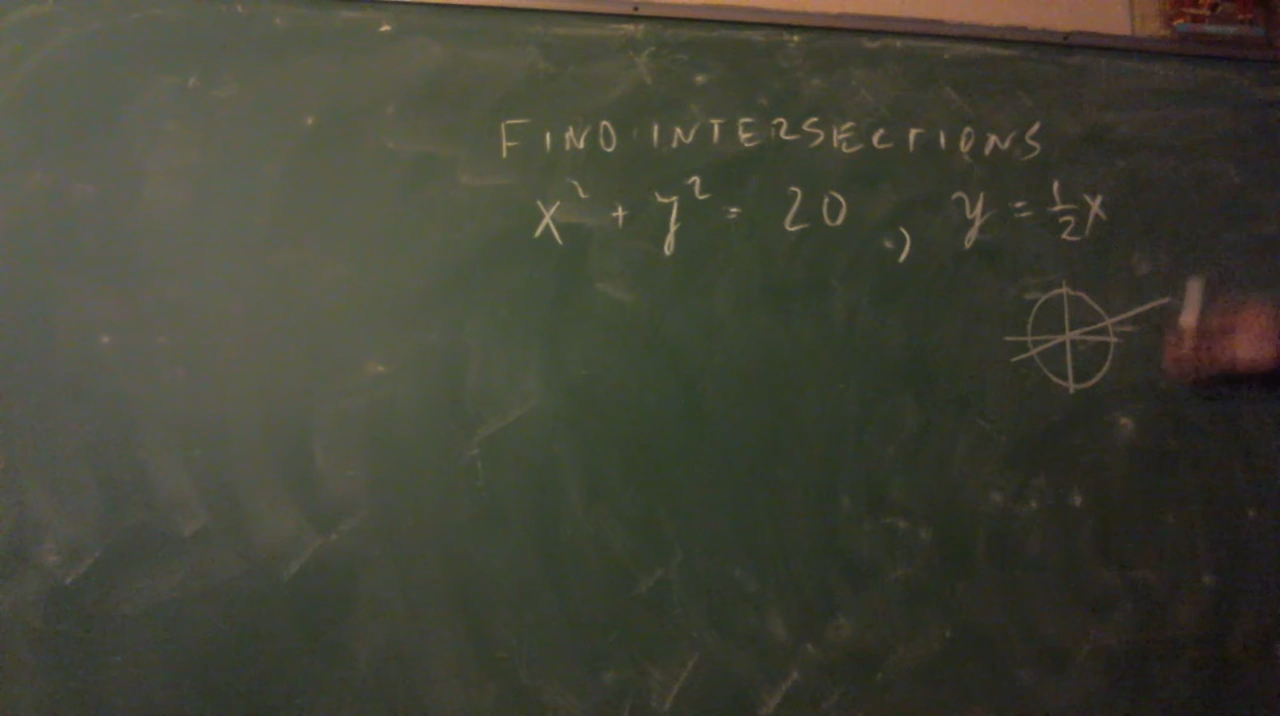 FIND INTERSECTIONS
x² + y² = 20 , y = ½x